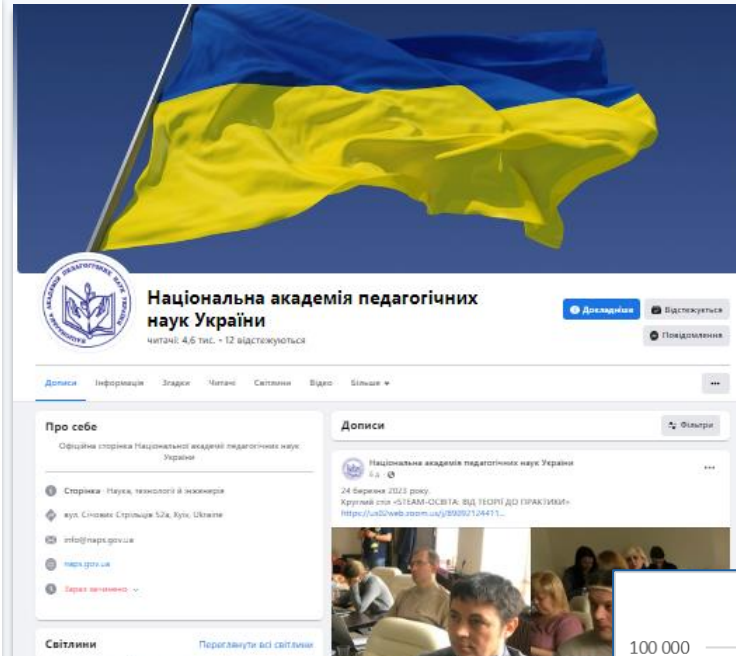 Національна академія педагогічних
наук України
читачі: 4,6 тис. • 12 відстежуються
Докладніше
Відстежується
Повідомлення
Дописи Інформація Згадки Читачі Світлини Відео Більше
Про себе
Офіційна сторінка Національної академії педагогічних наук
України
Сторінка · Наука, технології й інженерія
вул. Січових Стрільців 52а, Kyiv, Ukraine
info@naps.gov.ua
naps.gov.ua
Зараз зачинено
Світлини
Переглянути всі світлини
Дописи
Фільтри
Національна академія педагогічних наук України
24 березня 2023 року
Круглий стіл «STEAM-ОСВІТА: ВІД ТЕОРІЇ ДО ПРАКТИКИ»
100 000